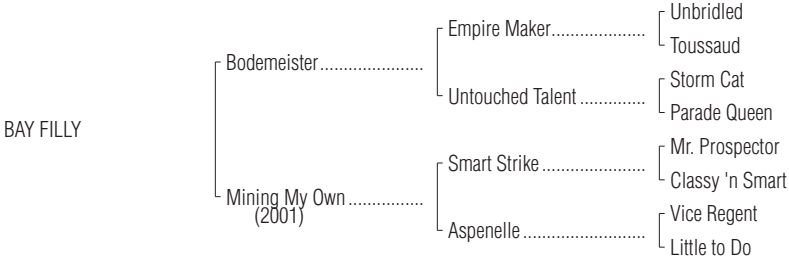 Unbridled
Empire Maker....................
Toussaud
Bodemeister......................
Storm Cat
Untouched Talent ..............
Parade Queen
BAY FILLY
Mr. Prospector
Smart Strike......................
Classy 'n Smart
Mining My Own ................
(2001)
Vice Regent
Aspenelle ..........................
Little to Do